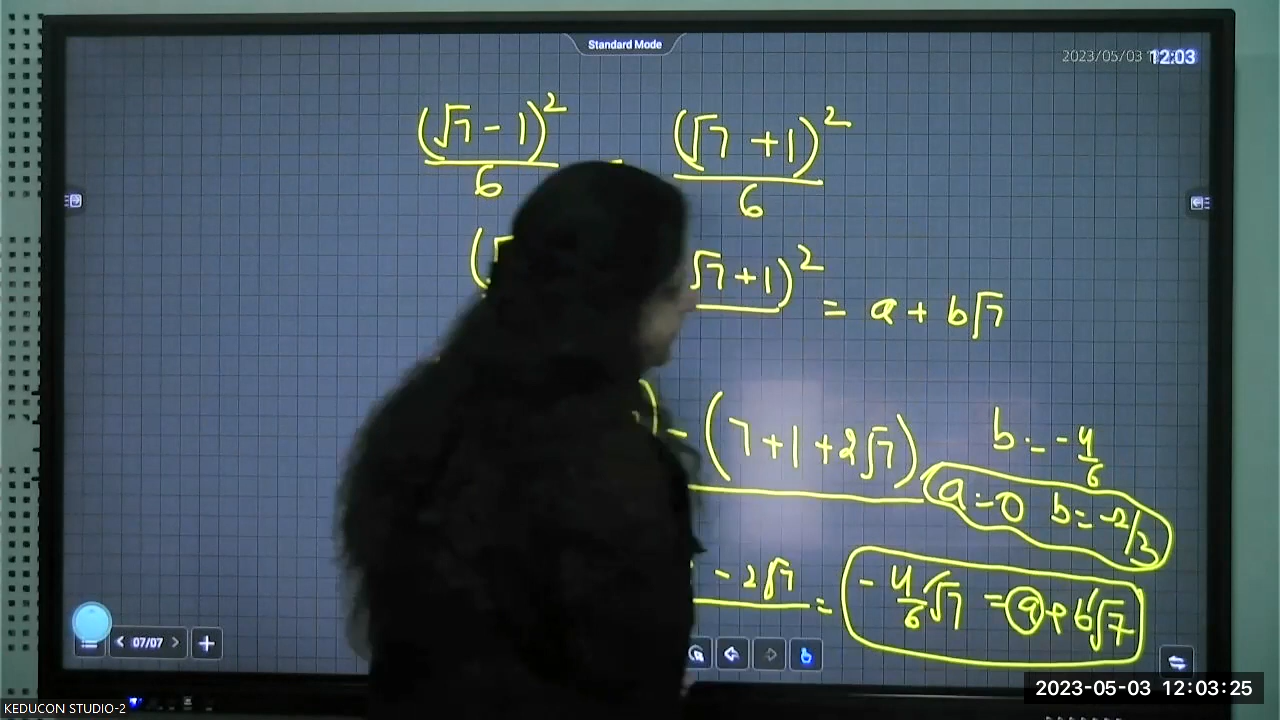 Standard Mode
2023/05/03 12:03
(√7 - 1)² / 6 - (√7 + 1)² / 6
(√ √7 + 1)² = a + b√7
) - (7 + 1 + 2√7)
b = -4/6
a = 0 b = -2/3
- 2√7 = -4/6 √7 = a + b√7
07/07
2023-05-03 12:03:25
KEDUCON STUDIO-2